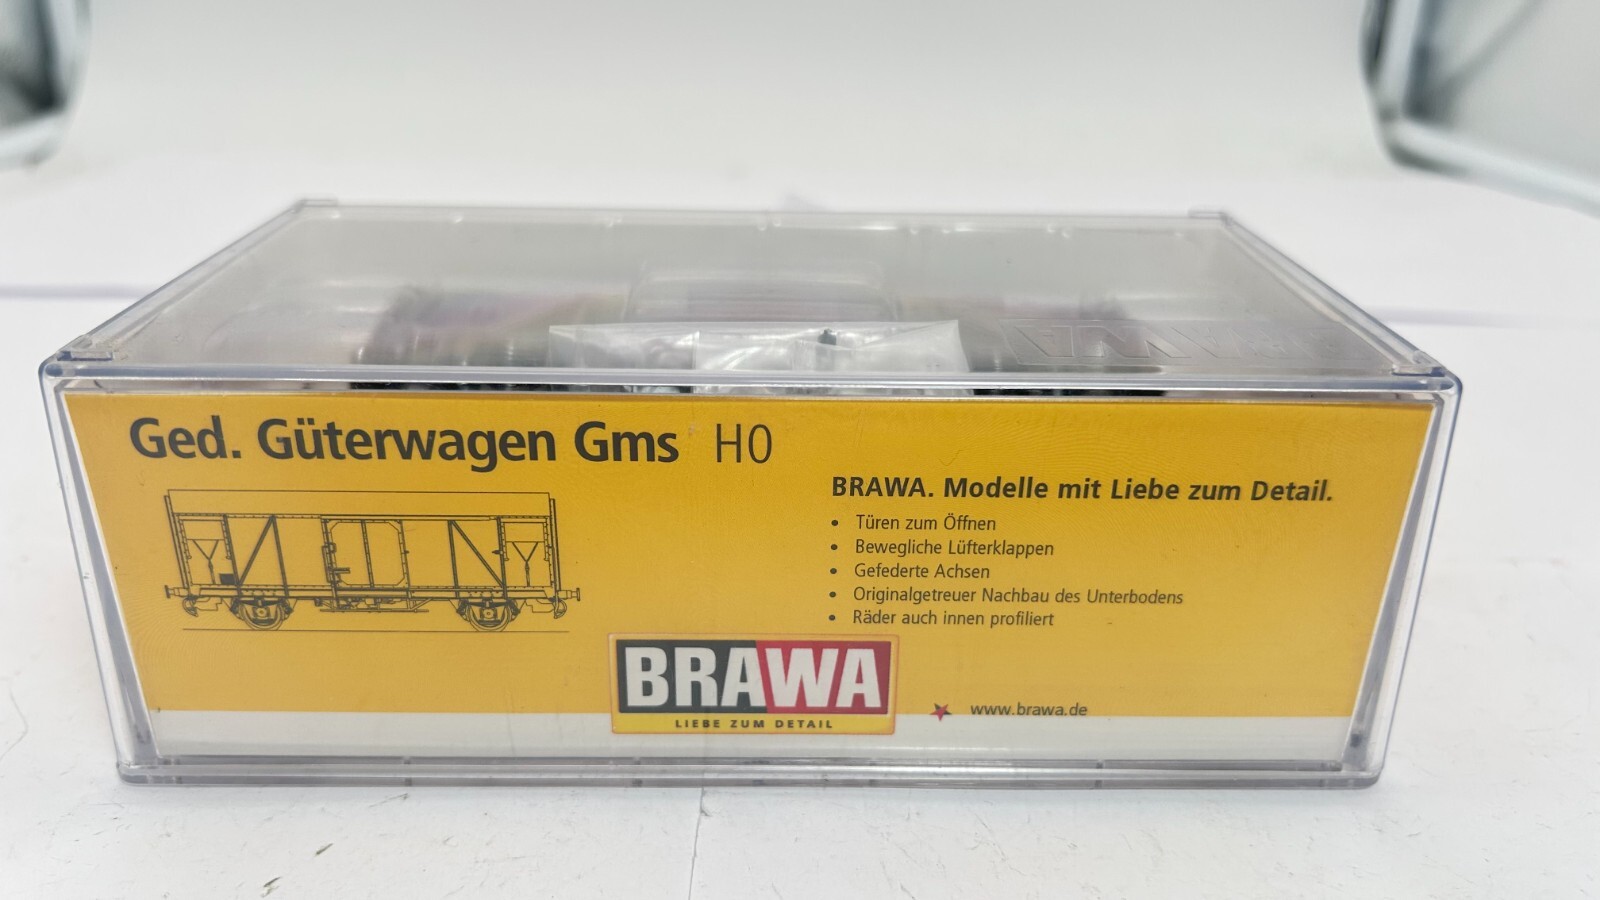 BRAWA
Ged. Güterwagen Gms H0
BRAWA. Modelle mit Liebe zum Detail.
• Türen zum Öffnen
• Bewegliche Lüfterklappen
• Gefederte Achsen
• Originalgetreuer Nachbau des Unterbodens
• Räder auch innen profiliert
BRAWA
LIEBE ZUM DETAIL
www.brawa.de